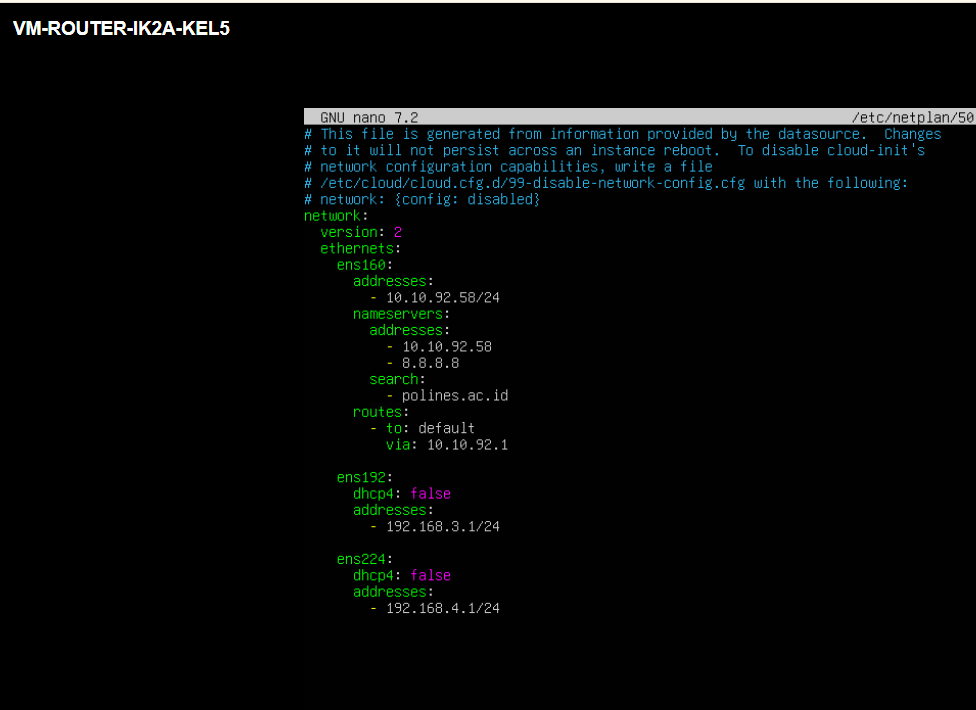 VM-ROUTER-IK2A-KEL5
GNU nano 7.2 /etc/netplan/50
# This file is generated from information provided by the datasource.  Changes
# to it will not persist across an instance reboot.  To disable cloud-init's
# network configuration capabilities, write a file
# /etc/cloud/cloud.cfg.d/99-disable-network-config.cfg with the following:
# network: {config: disabled}
network:
  version: 2
  ethernets:
    ens160:
      addresses:
        - 10.10.92.58/24
      nameservers:
        addresses:
          - 10.10.92.58
          - 8.8.8.8
        search:
          - polines.ac.id
      routes:
        - to: default
          via: 10.10.92.1
    ens192:
      dhcp4: false
      addresses:
        - 192.168.3.1/24
    ens224:
      dhcp4: false
      addresses:
        - 192.168.4.1/24